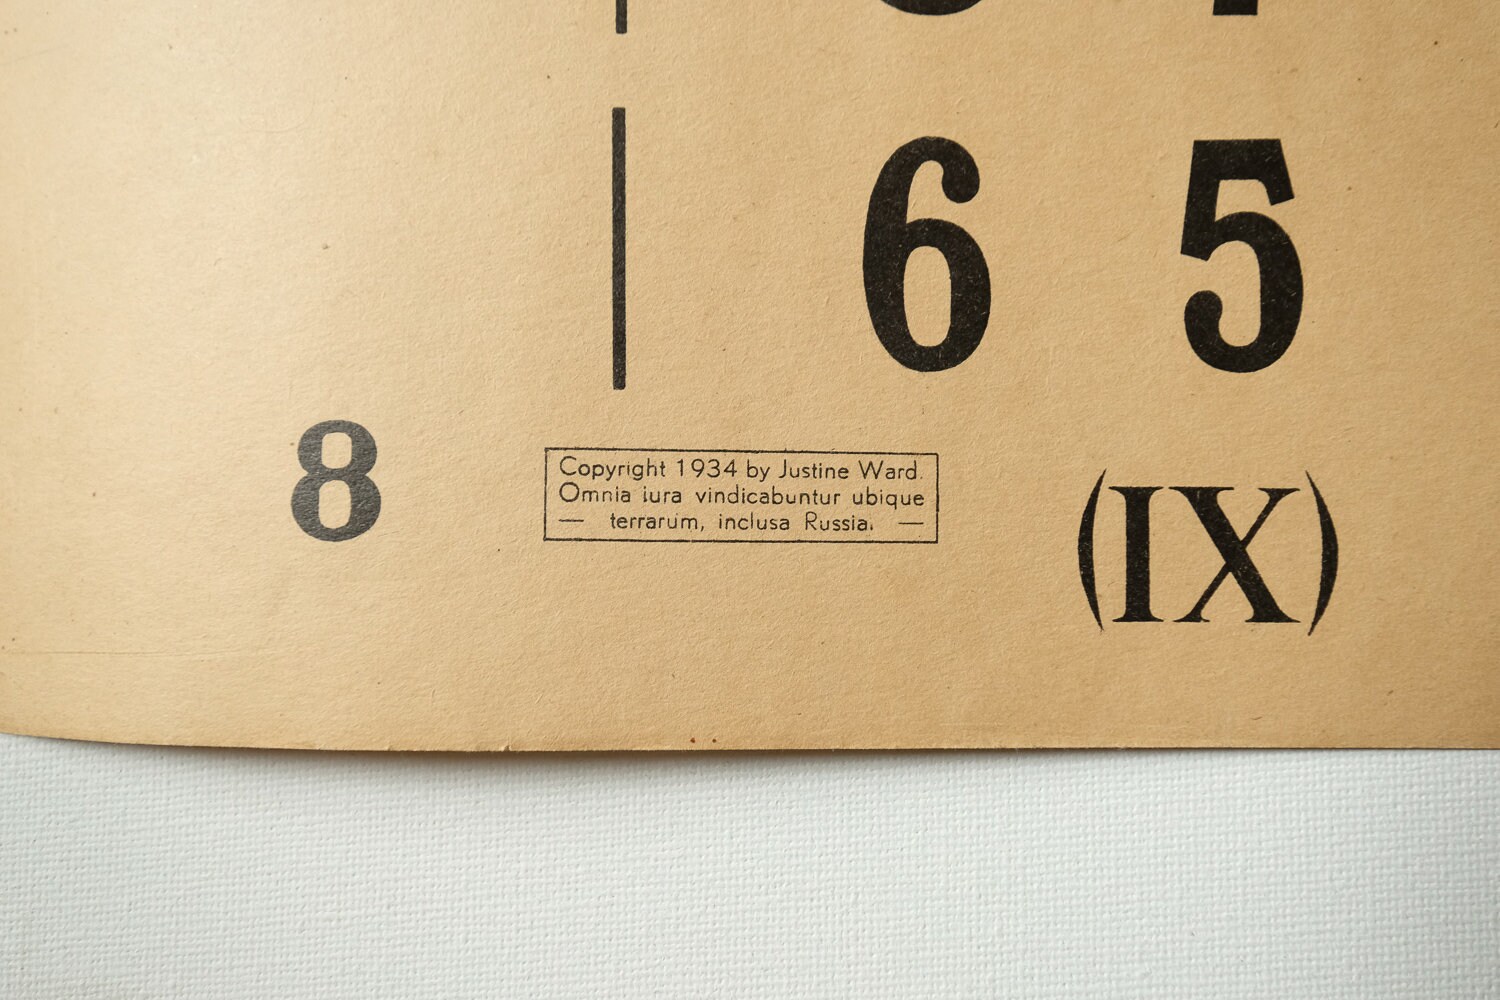 6 5
8
Copyright 1934 by Justine Ward.
Omnia iura vindicabuntur ubique
— terrarum, inclusa Russia. —
(IX)